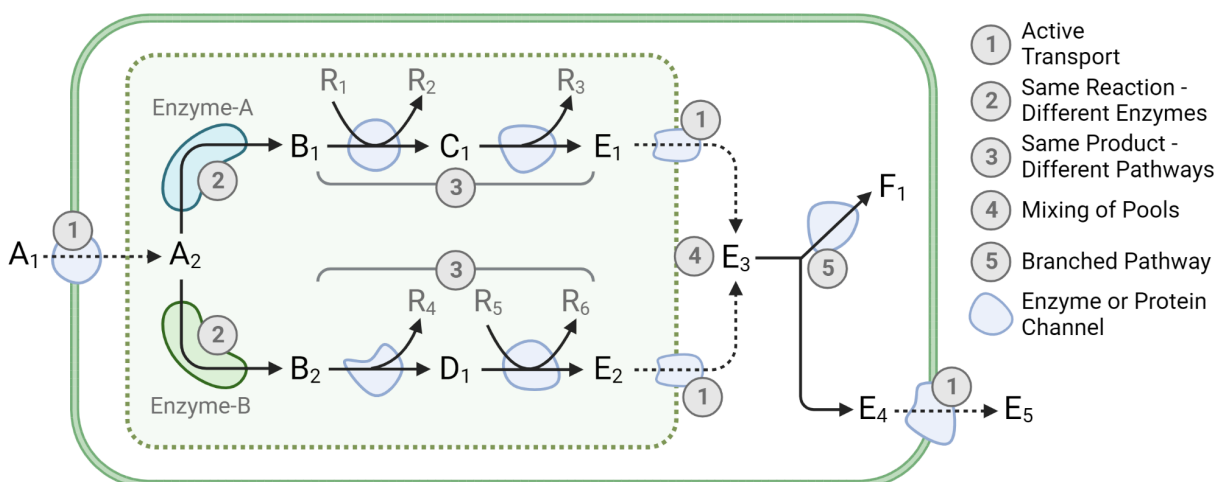 Enzyme-A
R₁
R₂
R₃
B₁
C₁
E₁
1
2
3
1
A₁
A₂
4
E₃
F₁
5
3
R₄
R₅
R₆
2
B₂
D₁
E₂
Enzyme-B
1
E₄
1
E₅
1
Active
Transport
2
Same Reaction -
Different Enzymes
3
Same Product -
Different Pathways
4
Mixing of Pools
5
Branched Pathway
Enzyme or Protein
Channel